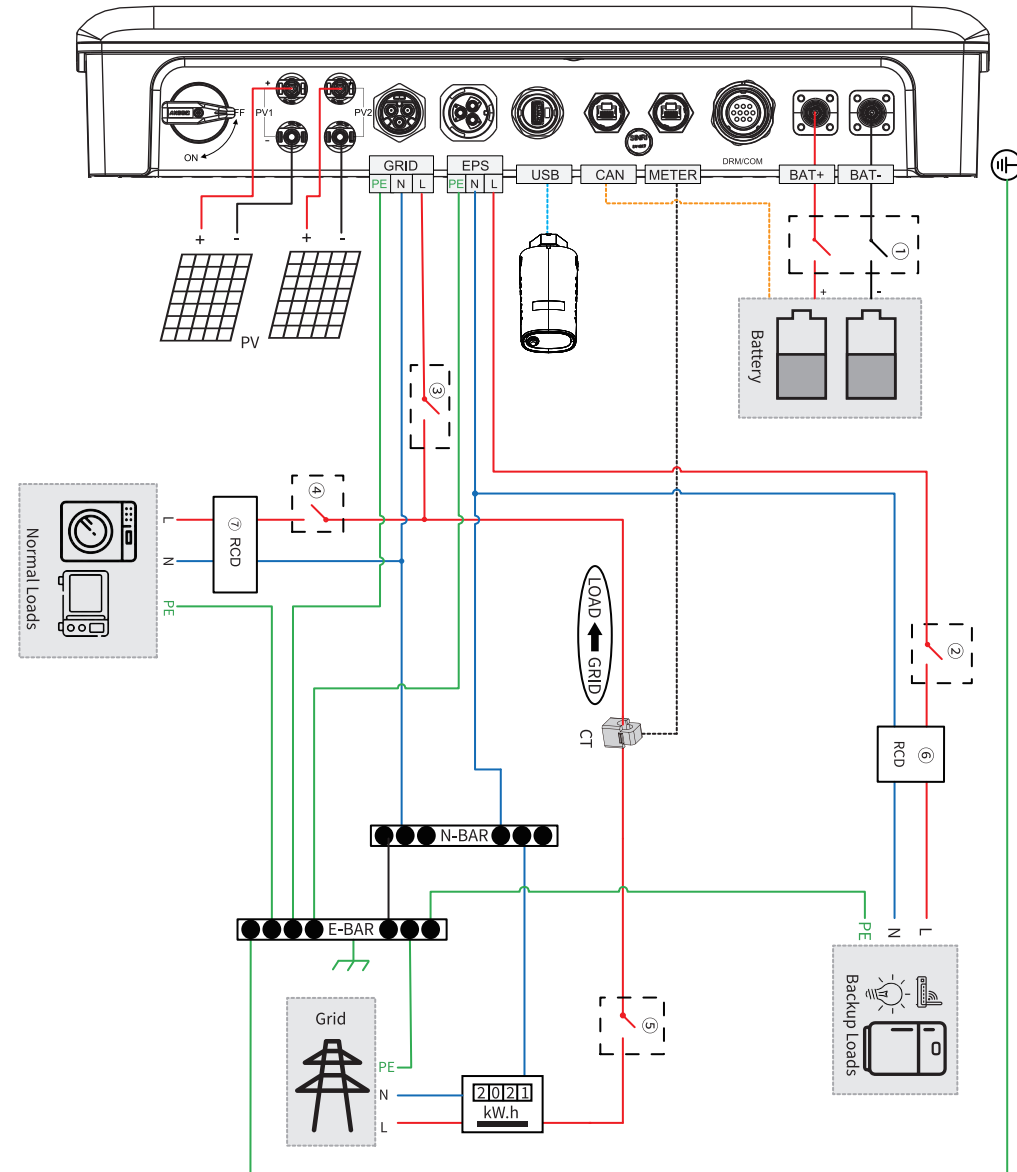 +
-
PV1
PV2
ON
DRM/COM
GRID
EPS
PE N L
PE N L
USB
CAN
METER
BAT+
BAT-
+ -
+ -
PV
①
+ -
Battery
③
④
⑦ RCD
L
N
PE
Normal Loads
LOAD GRID
CT
②
⑥
RCD
N-BAR
E-BAR
PE
N
L
Backup Loads
⑤
Grid
PE
N
L
2021
kW.h